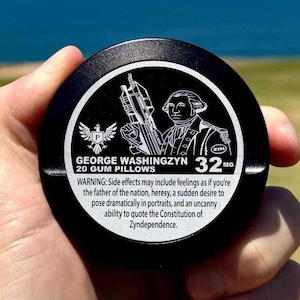 GEORGE WASHINGZYN
20 GUM PILLOWS
32 MG
ZYN
WARNING: Side effects may include feelings as if you're
the father of the nation, heresy, a sudden desire to
pose dramatically in portraits, and an uncanny
ability to quote the Constitution of
Zyndependence.